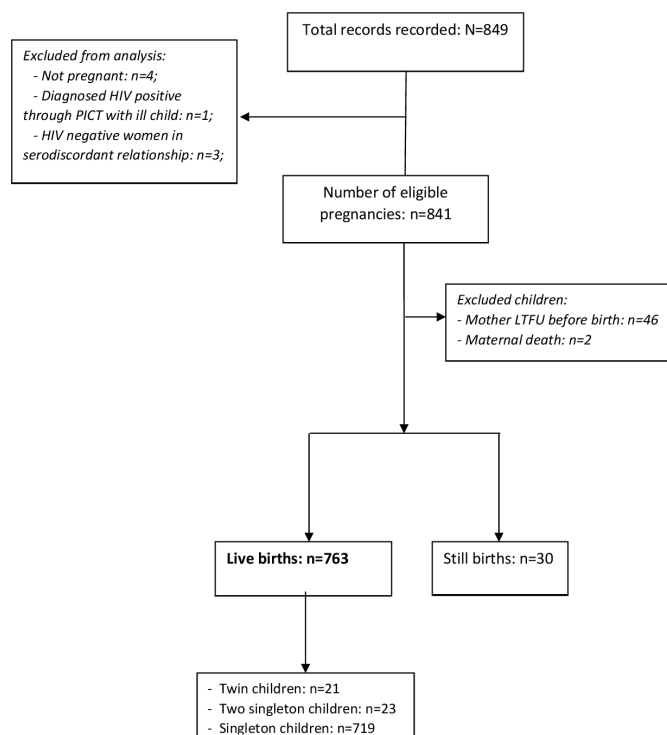 Total records recorded: N=849
Excluded from analysis:
- Not pregnant: n=4;
- Diagnosed HIV positive
through PICT with ill child: n=1;
- HIV negative women in
serodiscordant relationship: n=3;
Number of eligible
pregnancies: n=841
Excluded children:
- Mother LTFU before birth: n=46
- Maternal death: n=2
Live births: n=763
Still births: n=30
- Twin children: n=21
- Two singleton children: n=23
- Singleton children: n=719